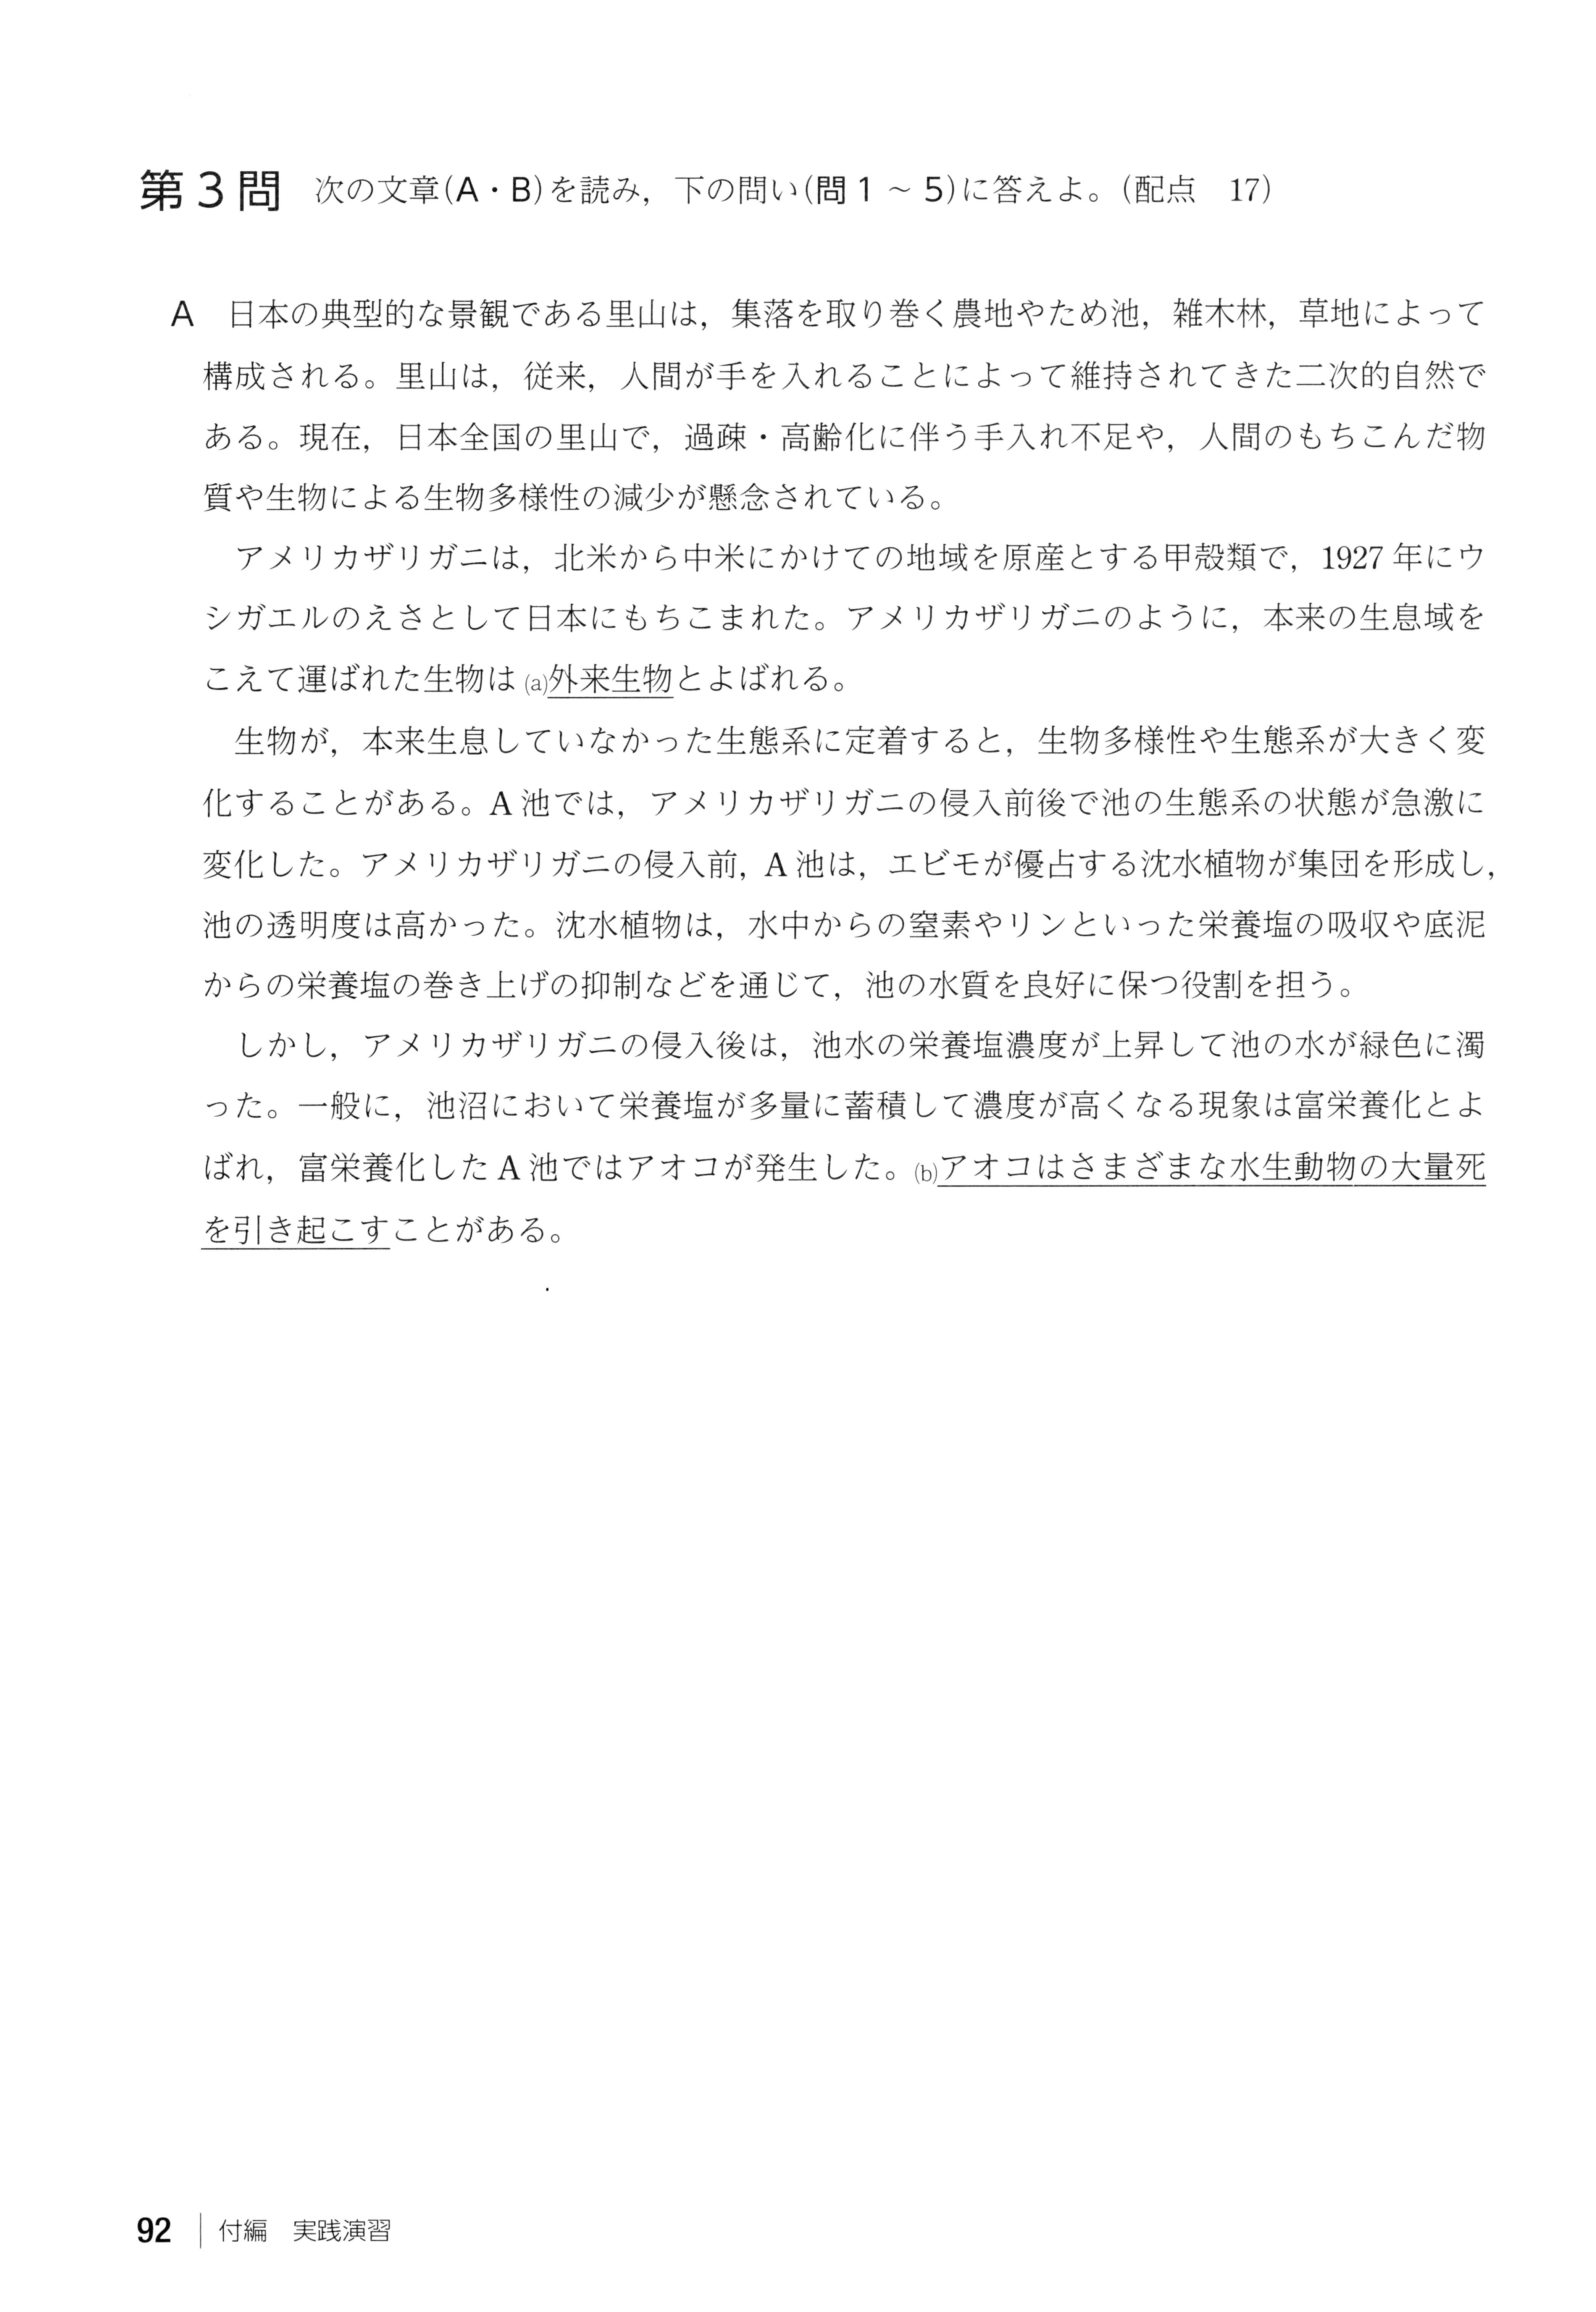 第3問 次の文章(A・B)を読み，下の問い(問1～5)に答えよ。(配点 17)
A 日本の典型的な景観である里山は，集落を取り巻く農地やため池，雑木林，草地によって
構成される。里山は，従来，人間が手を入れることによって維持されてきた二次的自然で
ある。現在，日本全国の里山で，過疎・高齢化に伴う手入れ不足や，人間のもちこんだ物
質や生物による生物多様性の減少が懸念されている。
アメリカザリガニは，北米から中米にかけての地域を原産とする甲殻類で，1927年にウ
シガエルのえさとして日本にもちこまれた。アメリカザリガニのように，本来の生息域を
こえて運ばれた生物は(a)外来生物とよばれる。
生物が，本来生息していなかった生態系に定着すると，生物多様性や生態系が大きく変
化することがある。A池では，アメリカザリガニの侵入前後で池の生態系の状態が急激に
変化した。アメリカザリガニの侵入前，A池は，エビモが優占する沈水植物が集団を形成し，
池の透明度は高かった。沈水植物は，水中からの窒素やリンといった栄養塩の吸収や底泥
からの栄養塩の巻き上げの抑制などを通じて，池の水質を良好に保つ役割を担う。
しかし，アメリカザリガニの侵入後は，池水の栄養塩濃度が上昇して池の水が緑色に濁
った。一般に，池沼において栄養塩が多量に蓄積して濃度が高くなる現象は富栄養化とよ
ばれ，富栄養化したA池ではアオコが発生した。(b)アオコはさまざまな水生動物の大量死
を引き起こすことがある。
92 付編 実践演習